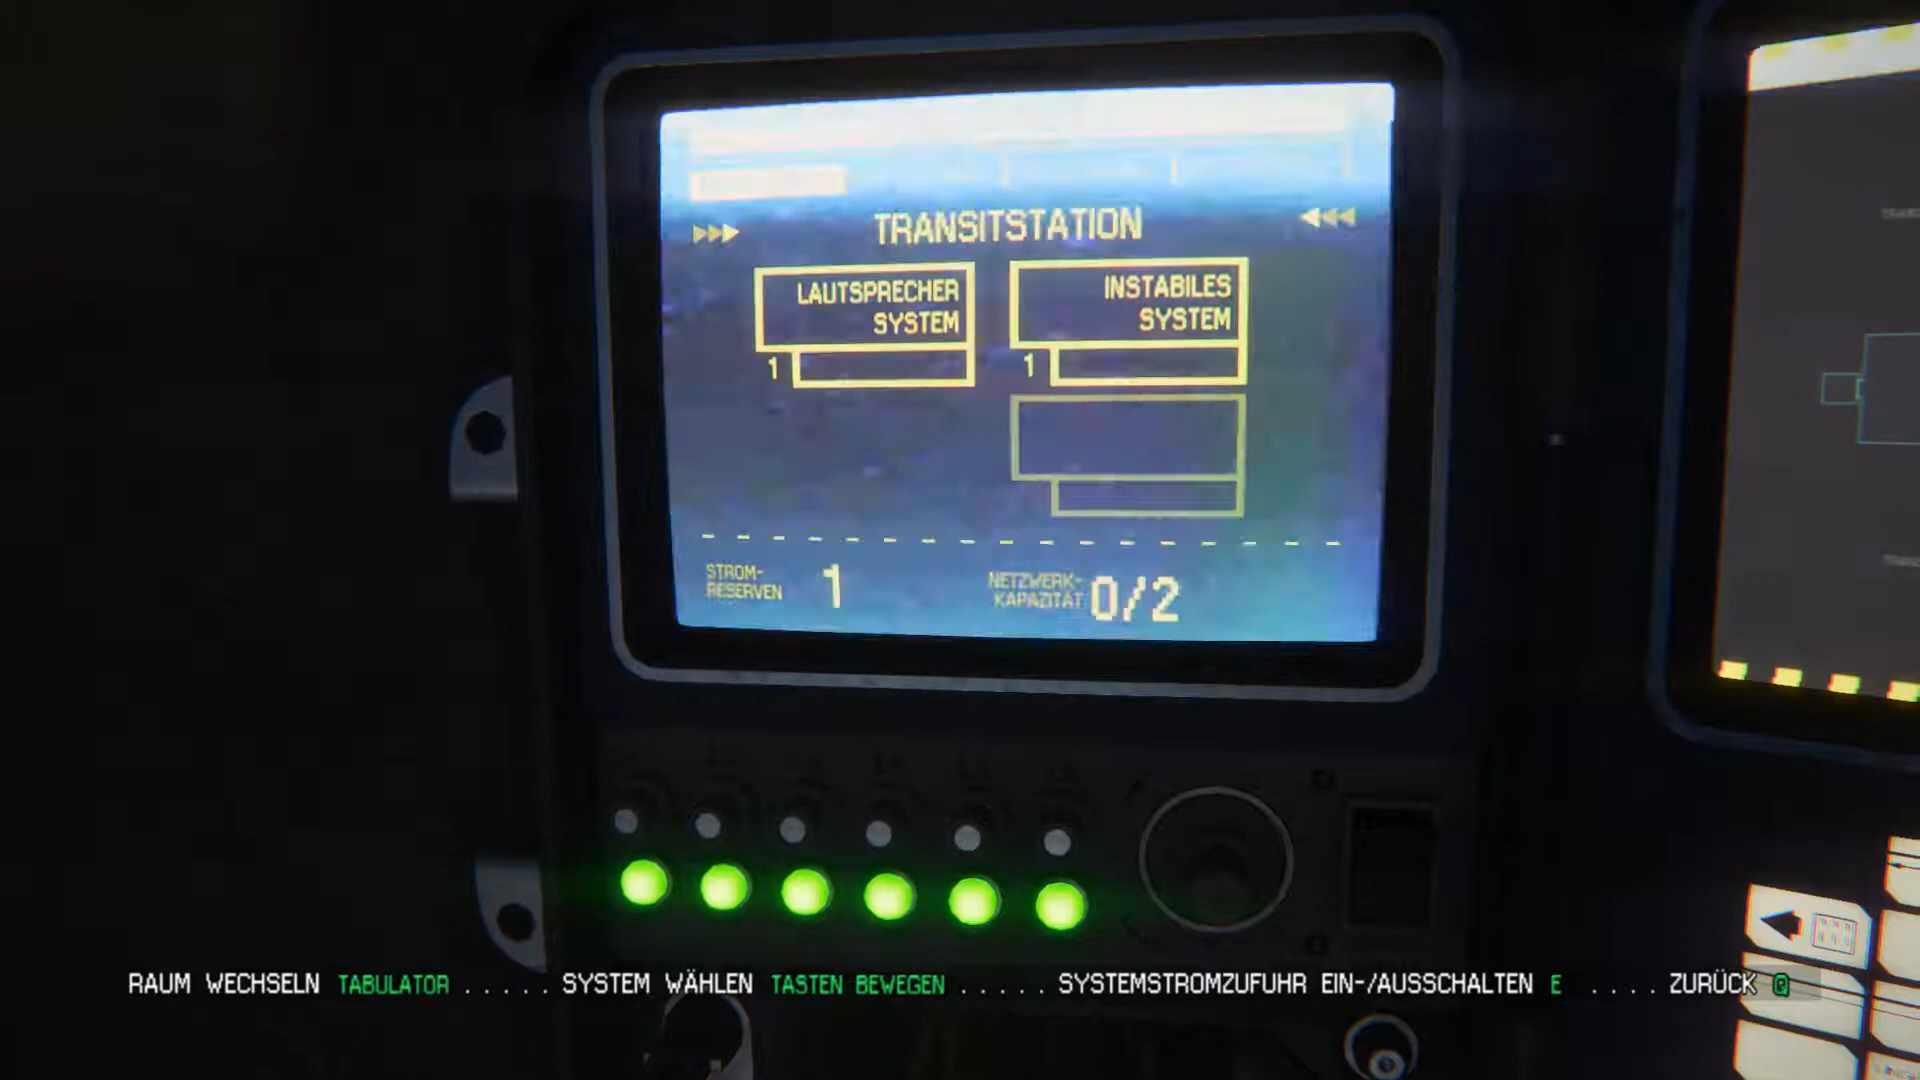 TRANSITSTATION
LAUTSPRECHER
SYSTEM
1
INSTABILES
SYSTEM
1
STROM-
RESERVEN
1
NETZWERK-
KAPAZITÄT
0/2
RAUM WECHSELN TABULATOR ..... SYSTEM WÄHLEN TASTEN BEWEGEN ..... SYSTEMSTROMZUFUHR EIN-/AUSSCHALTEN E .... ZURÜCK Q